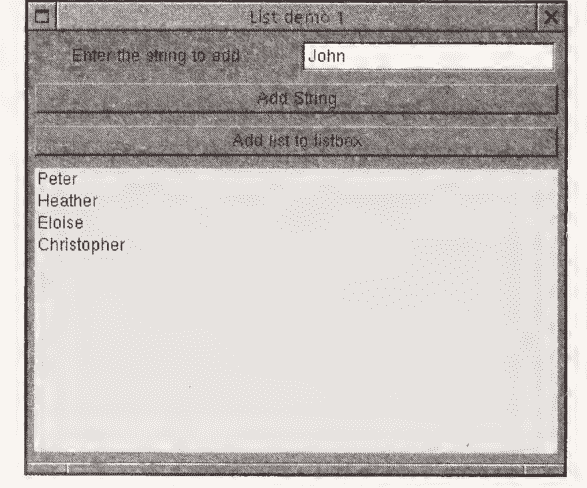 List demo 1
Enter the string to add
John
Add String
Add list to listbox
Peter
Heather
Eloise
Christopher